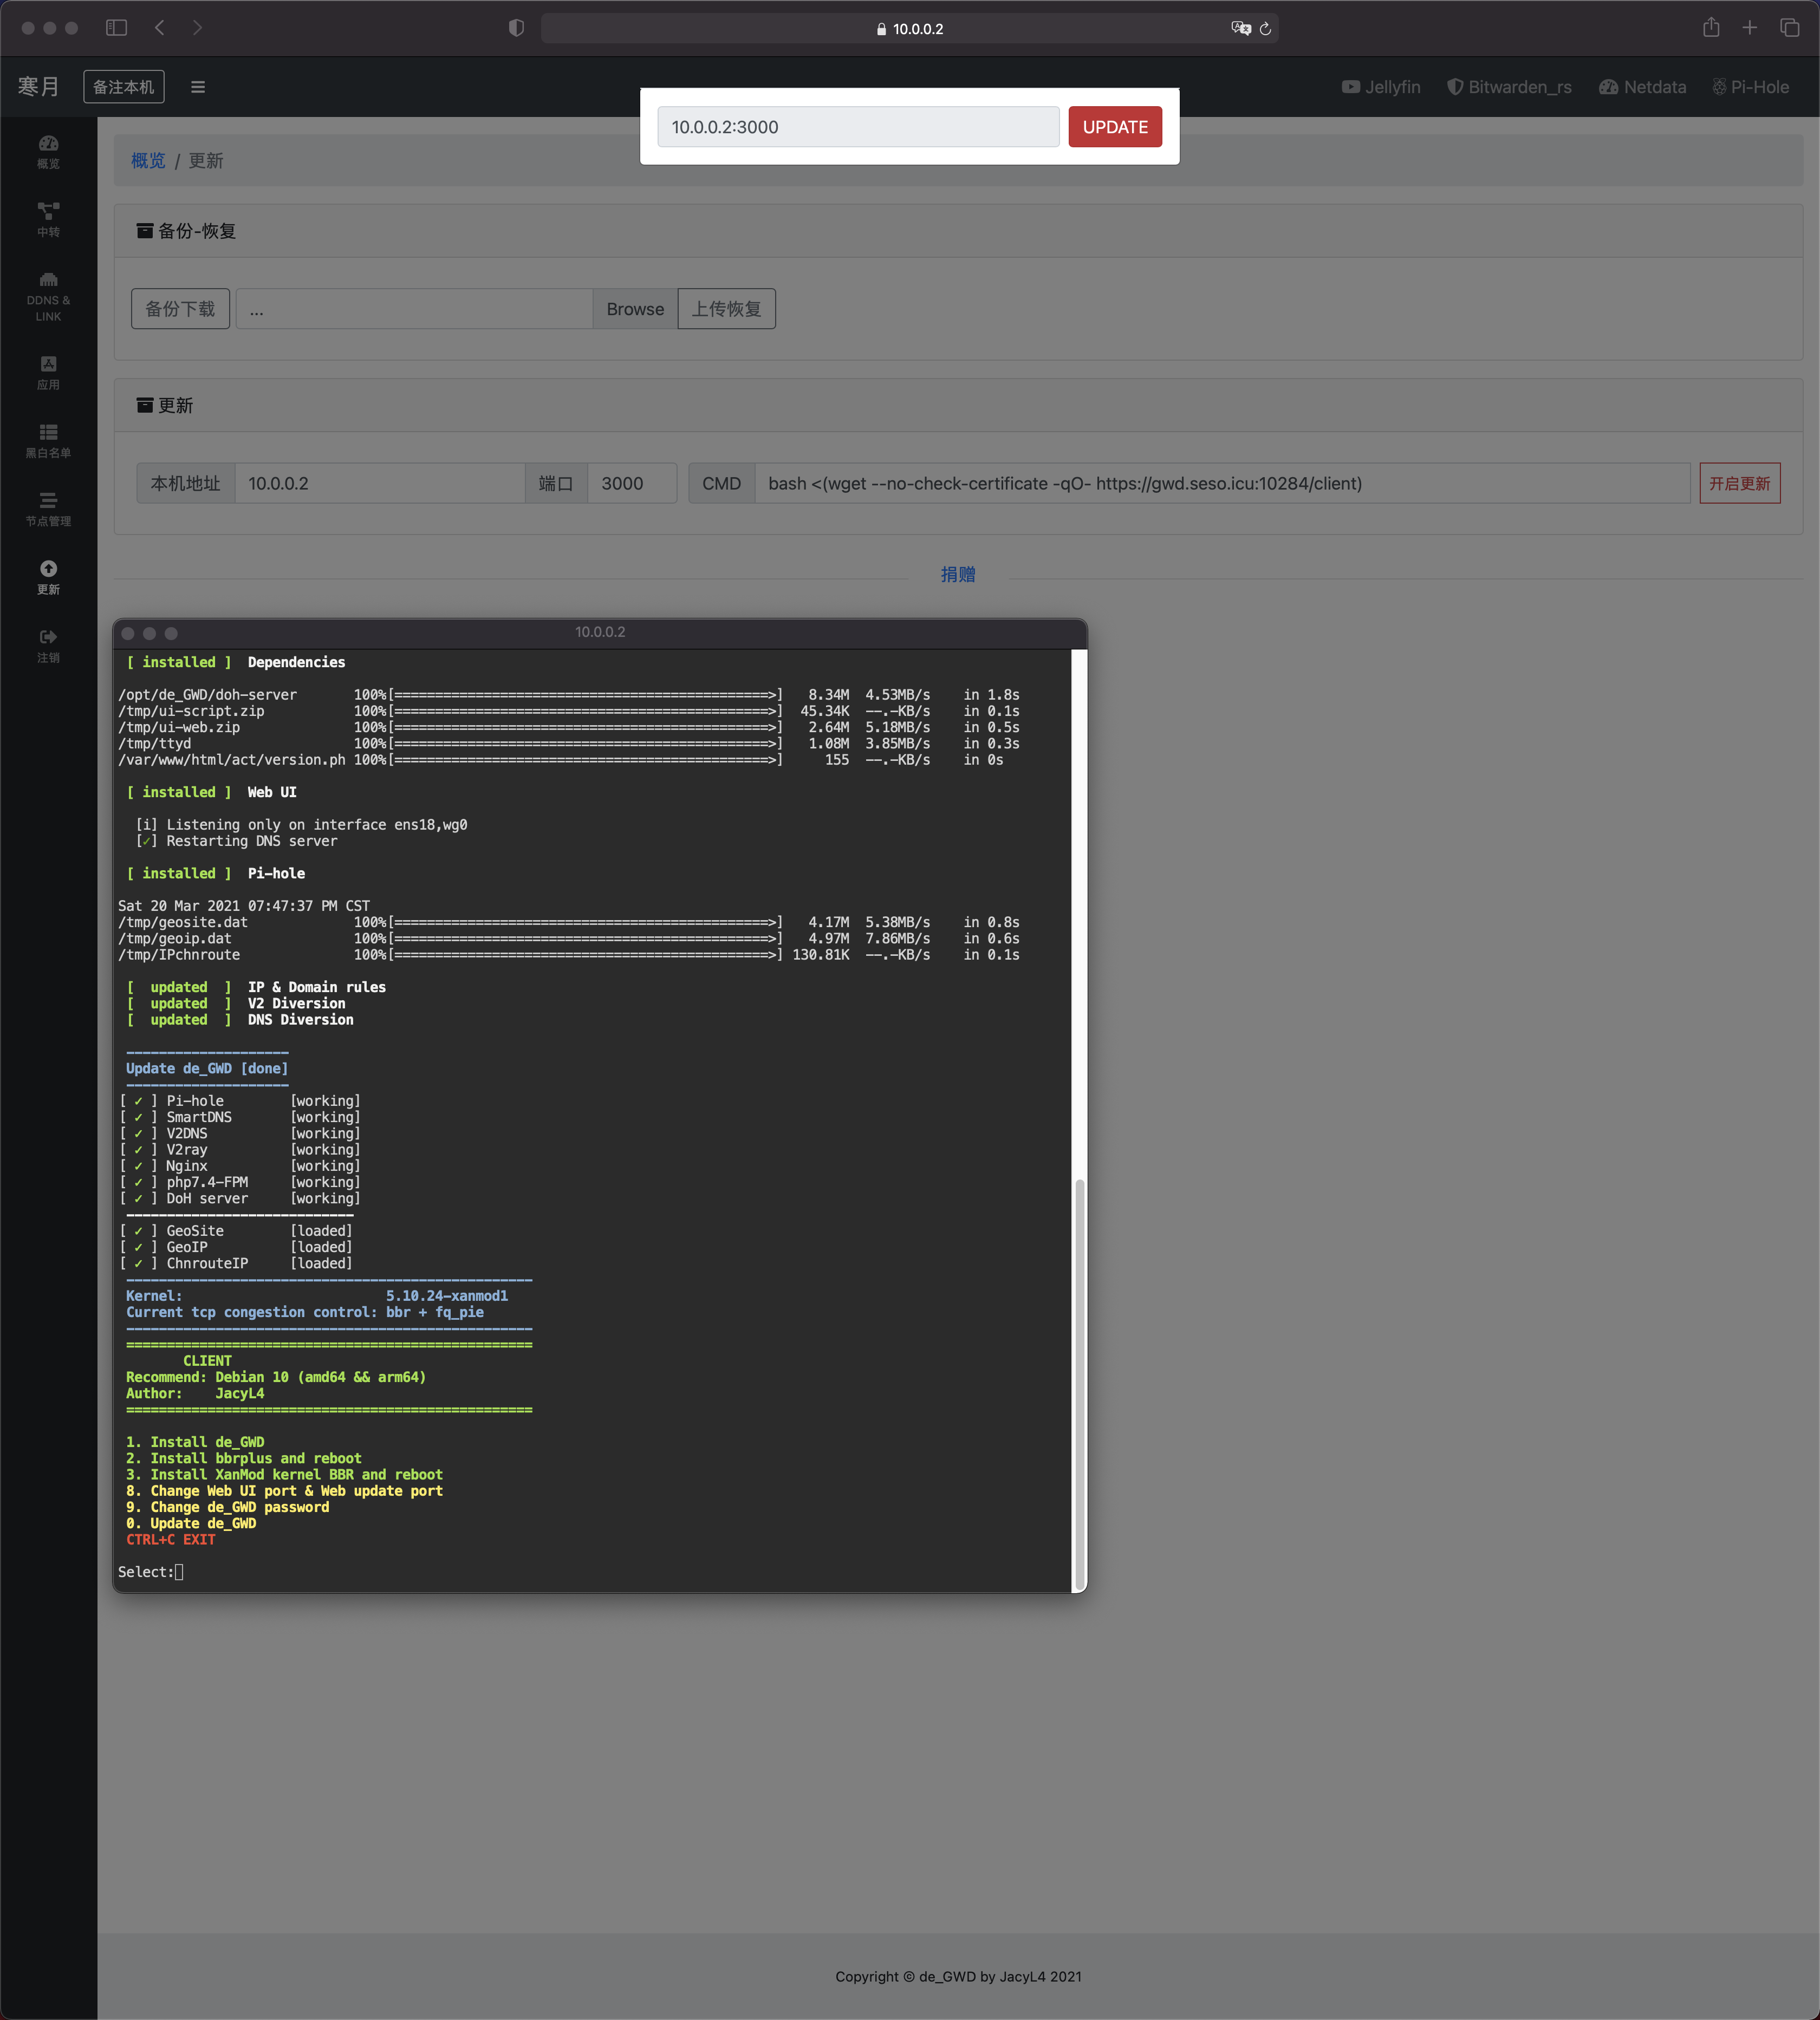 10.0.0.2
寒月
备注本机
Jellyfin
Bitwarden_rs
Netdata
Pi-Hole
10.0.0.2:3000
UPDATE
概览
中转
DDNS &
LINK
应用
黑白名单
节点管理
更新
注销
概览 / 更新
备份-恢复
备份下载
...
Browse
上传恢复
更新
本机地址
10.0.0.2
端口
3000
CMD
bash <(wget --no-check-certificate -qO- https://gwd.seso.icu:10284/client)
开启更新
捐赠
10.0.0.2
[ installed ]  Dependencies
/opt/de_GWD/doh-server       100%[==============================================>]   8.34M  4.53MB/s    in 1.8s
/tmp/ui-script.zip           100%[==============================================>]  45.34K  --.-KB/s    in 0.1s
/tmp/ui-web.zip              100%[==============================================>]   2.64M  5.18MB/s    in 0.5s
/tmp/ttyd                    100%[==============================================>]   1.08M  3.85MB/s    in 0.3s
/var/www/html/act/version.ph 100%[==============================================>]     155  --.-KB/s    in 0s
[ installed ]  Web UI
[i] Listening only on interface ens18,wg0
[✓] Restarting DNS server
[ installed ]  Pi-hole
Sat 20 Mar 2021 07:47:37 PM CST
/tmp/geosite.dat             100%[==============================================>]   4.17M  5.38MB/s    in 0.8s
/tmp/geoip.dat               100%[==============================================>]   4.97M  7.86MB/s    in 0.6s
/tmp/IPchnroute              100%[==============================================>] 130.81K  --.-KB/s    in 0.1s
[  updated  ]  IP & Domain rules
[  updated  ]  V2 Diversion
[  updated  ]  DNS Diversion
--------------------
Update de_GWD [done]
--------------------
[ ✓ ] Pi-hole        [working]
[ ✓ ] SmartDNS       [working]
[ ✓ ] V2DNS          [working]
[ ✓ ] V2ray          [working]
[ ✓ ] Nginx          [working]
[ ✓ ] php7.4-FPM     [working]
[ ✓ ] DoH server     [working]
----------------------------
[ ✓ ] GeoSite        [loaded]
[ ✓ ] GeoIP          [loaded]
[ ✓ ] ChnrouteIP     [loaded]
--------------------------------------------------
Kernel:                         5.10.24-xanmod1
Current tcp congestion control: bbr + fq_pie
--------------------------------------------------
==================================================
CLIENT
Recommend: Debian 10 (amd64 && arm64)
Author:    JacyL4
==================================================
1. Install de_GWD
2. Install bbrplus and reboot
3. Install XanMod kernel BBR and reboot
8. Change Web UI port & Web update port
9. Change de_GWD password
0. Update de_GWD
CTRL+C EXIT
Select:
Copyright © de_GWD by JacyL4 2021